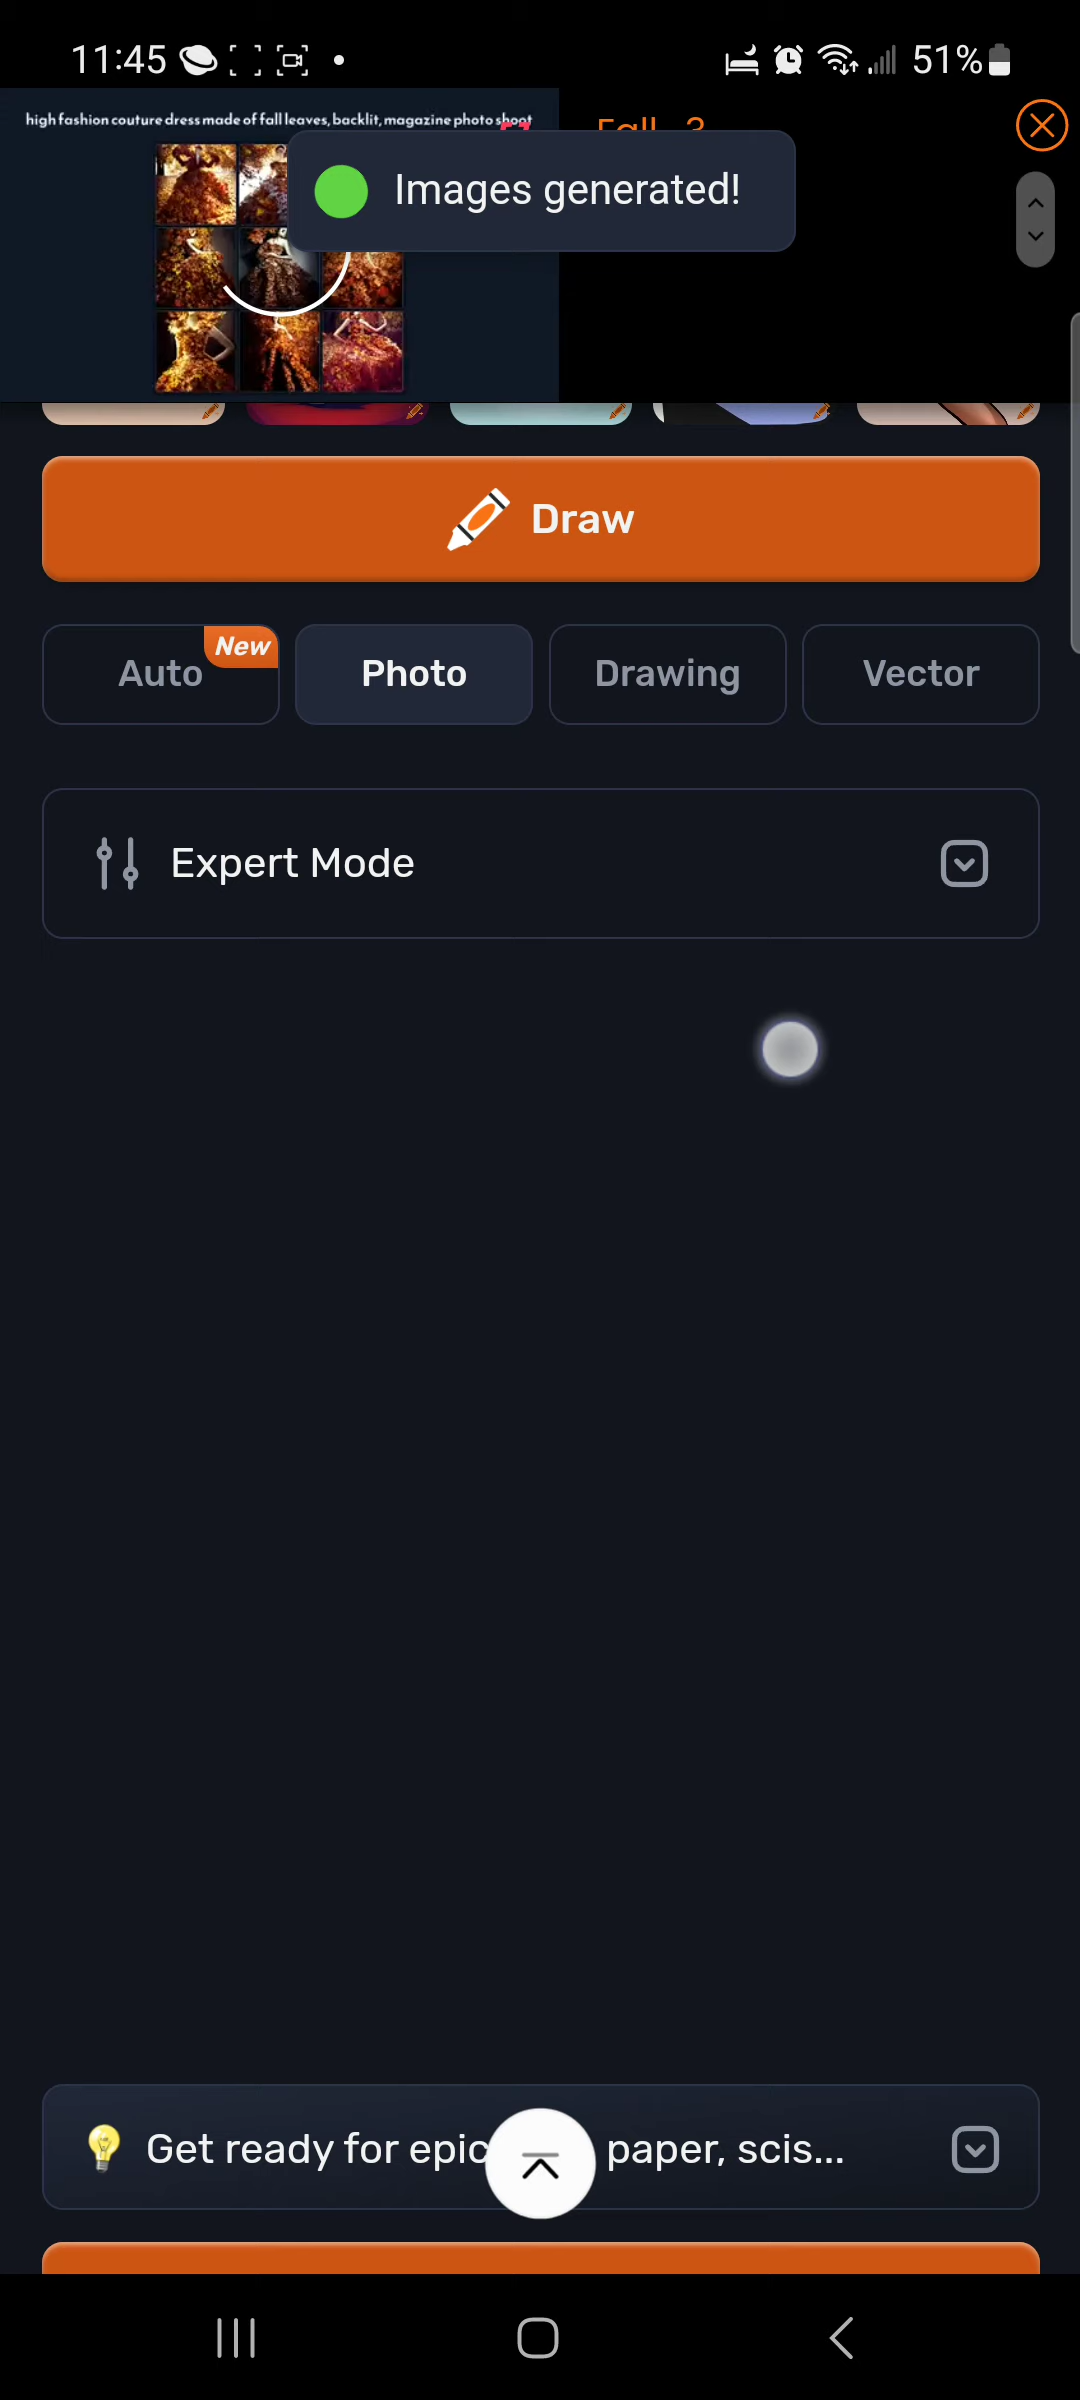 11:45
51%
high fashion couture dress made of fall leaves, backlit, magazine photo shoot
Images generated!
Draw
Auto
New
Photo
Drawing
Vector
Expert Mode
Get ready for epic paper, scis...